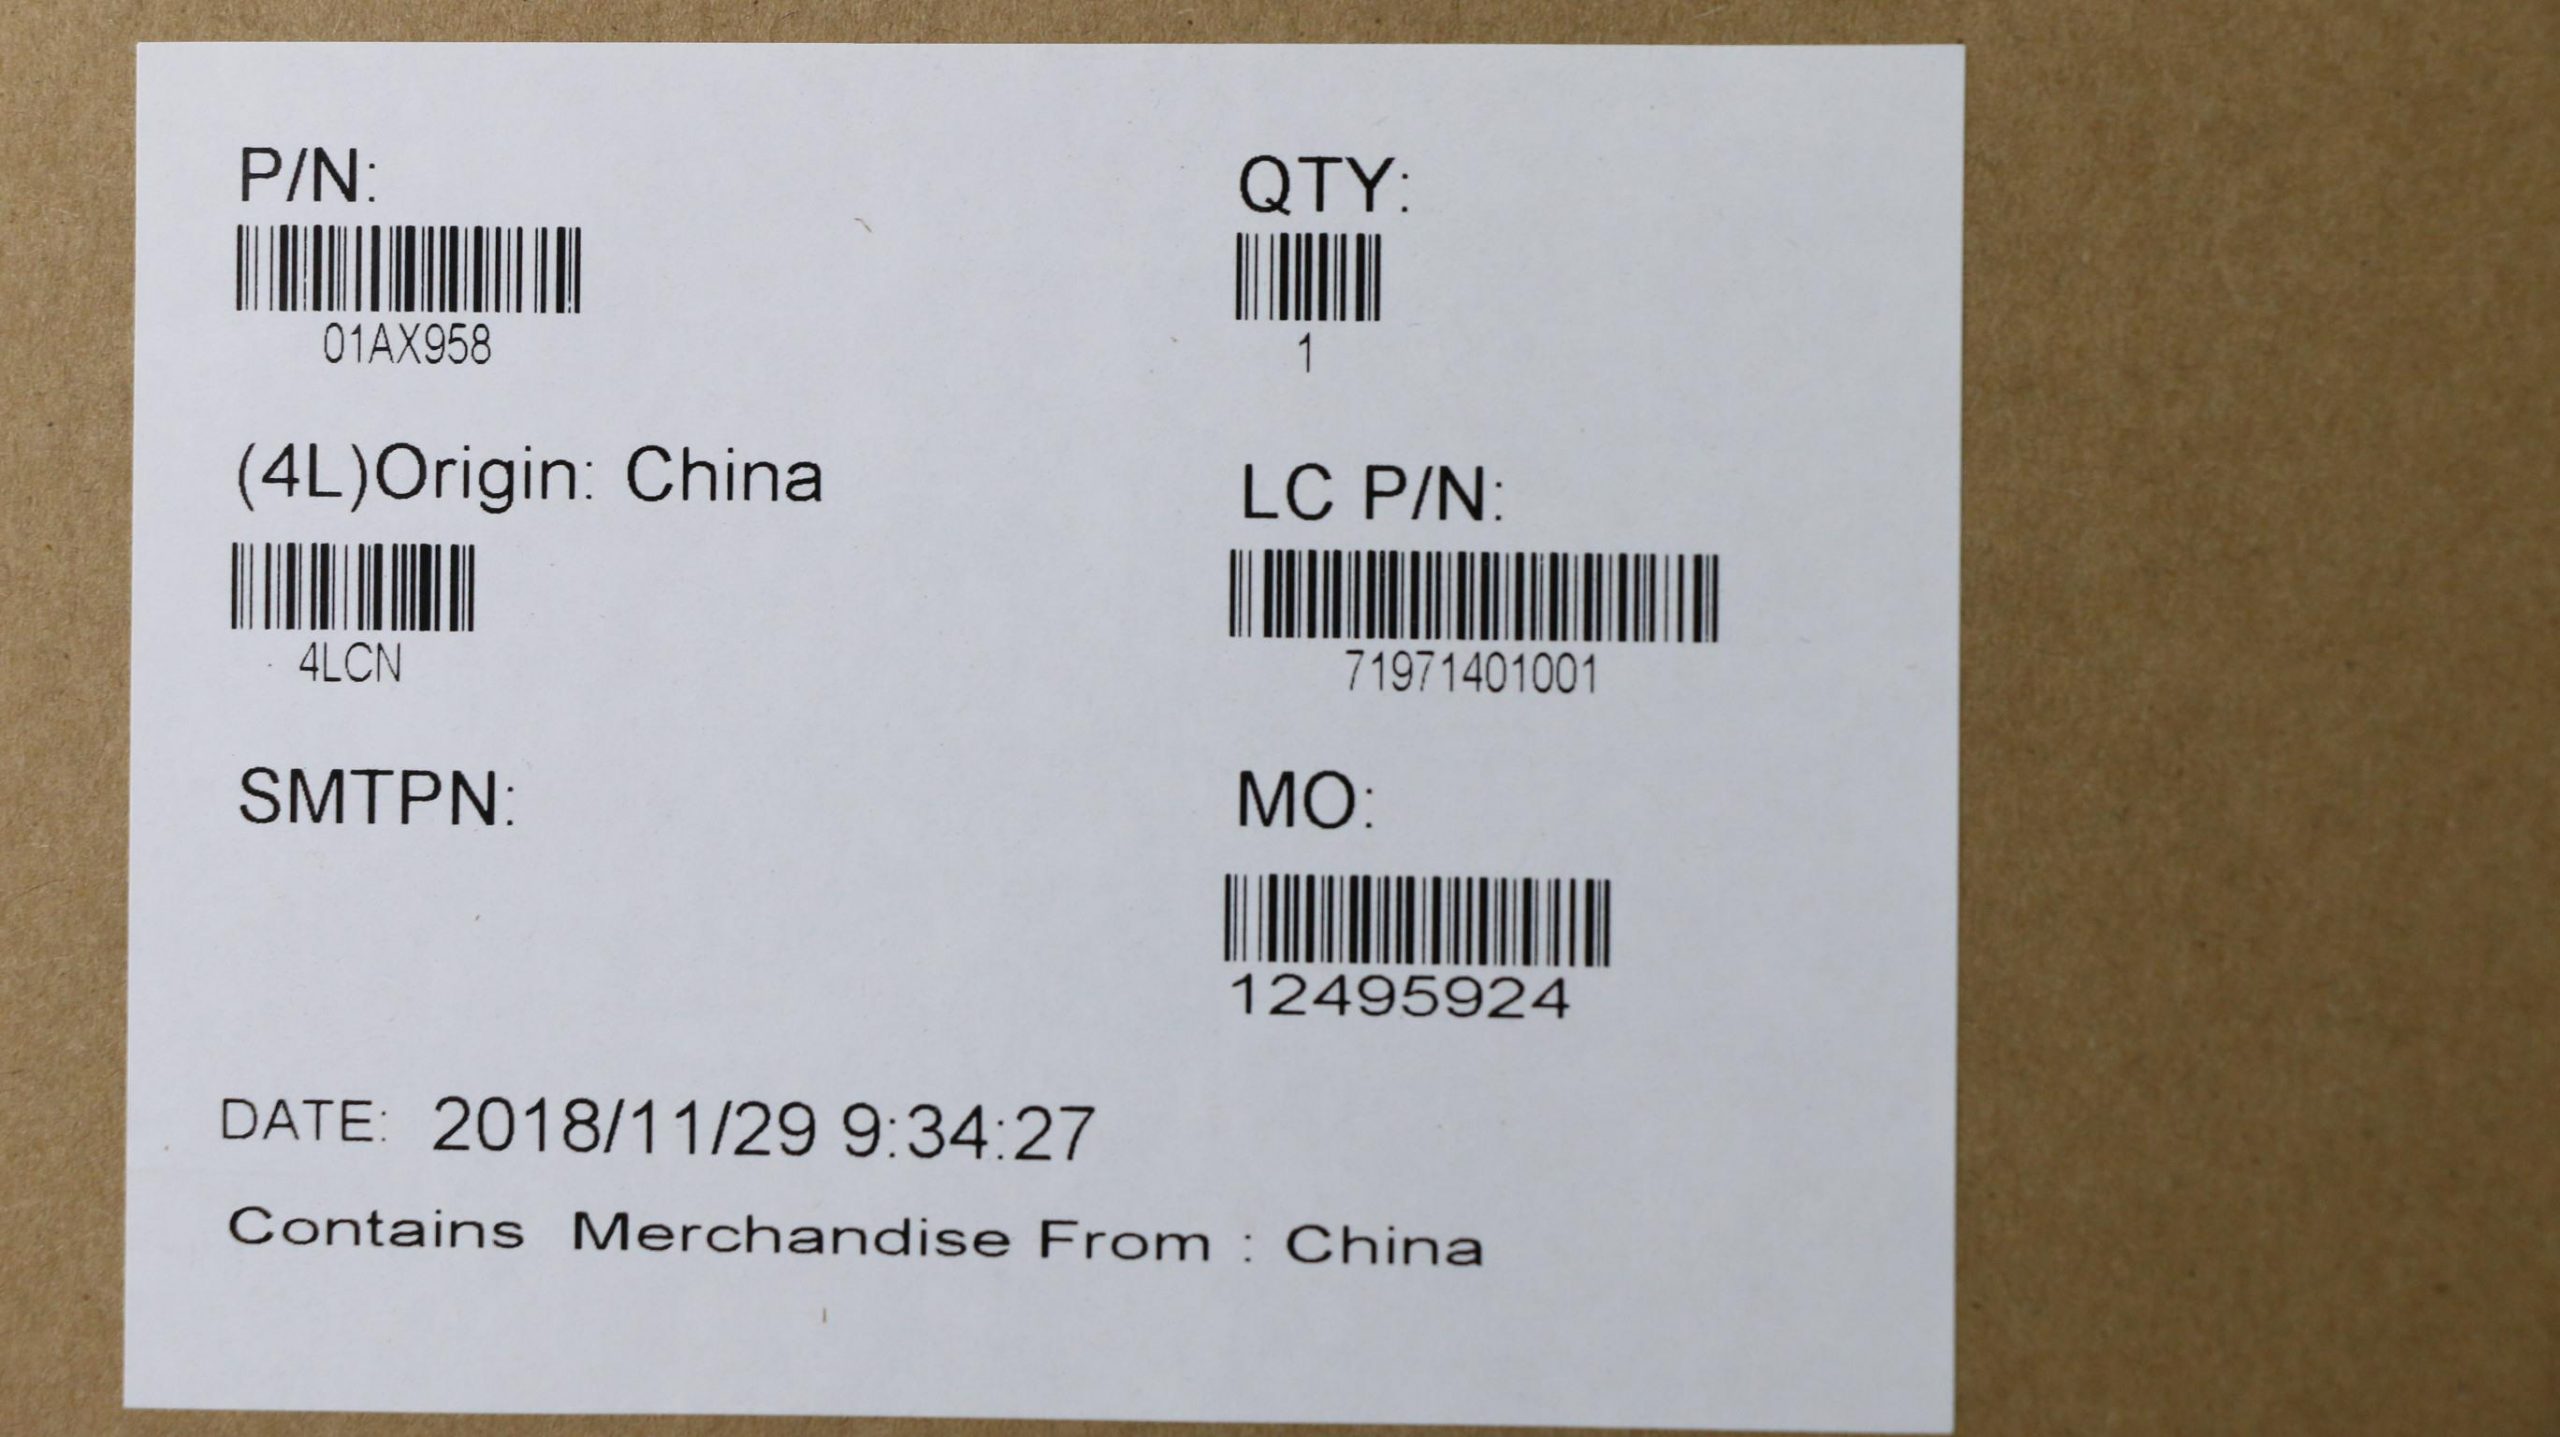 P/N:
QTY:
01AX958
1
(4L)Origin: China
LC P/N:
4LCN
71971401001
SMTPN:
MO:
12495924
DATE: 2018/11/29 9:34:27
Contains Merchandise From : China